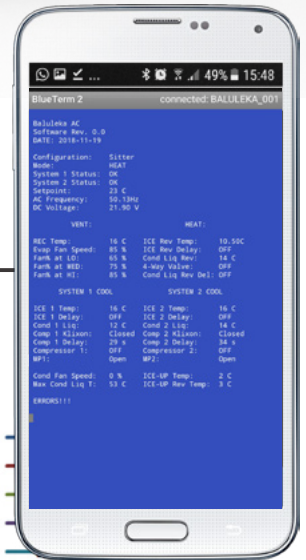 49% 15:48
BlueTerm 2 connected: BALULEKA_001
Baluleka AC
Software Rev. 0.0
DATE: 2018-11-19
Configuration: Sitter
Mode: HEAT
System 1 Status: OK
System 2 Status: OK
Setpoint: 23 C
AC Frequency: 50.13Hz
DC Voltage: 21.90 V
VENT: HEAT:
REC Temp: 16 C ICE Rev Temp: 10.50C
Evap Fan Speed: 85 % ICE Rev Delay: OFF
Fan% at LO: 65 % Cond Liq Rev: 14 C
Fan% at MED: 75 % 4-Way Valve: OFF
Fan% at HI: 85 % Cond Liq Rev Del: OFF
SYSTEM 1 COOL SYSTEM 2 COOL
ICE 1 Temp: 16 C ICE 2 Temp: 16 C
ICE 1 Delay: OFF ICE 2 Delay: OFF
Cond 1 Liq: 12 C Cond 2 Liq: 14 C
Comp 1 Klixon: Closed Comp 2 Klixon: Closed
Comp 1 Delay: 29 s Comp 2 Delay: 34 s
Compressor 1: OFF Compressor 2: OFF
WP1: Open WP2: Open
Cond Fan Speed: 0 % ICE-UP Temp: 2 C
Max Cond Liq T: 53 C ICE-UP Rev Temp: 3 C
ERRORS!!!